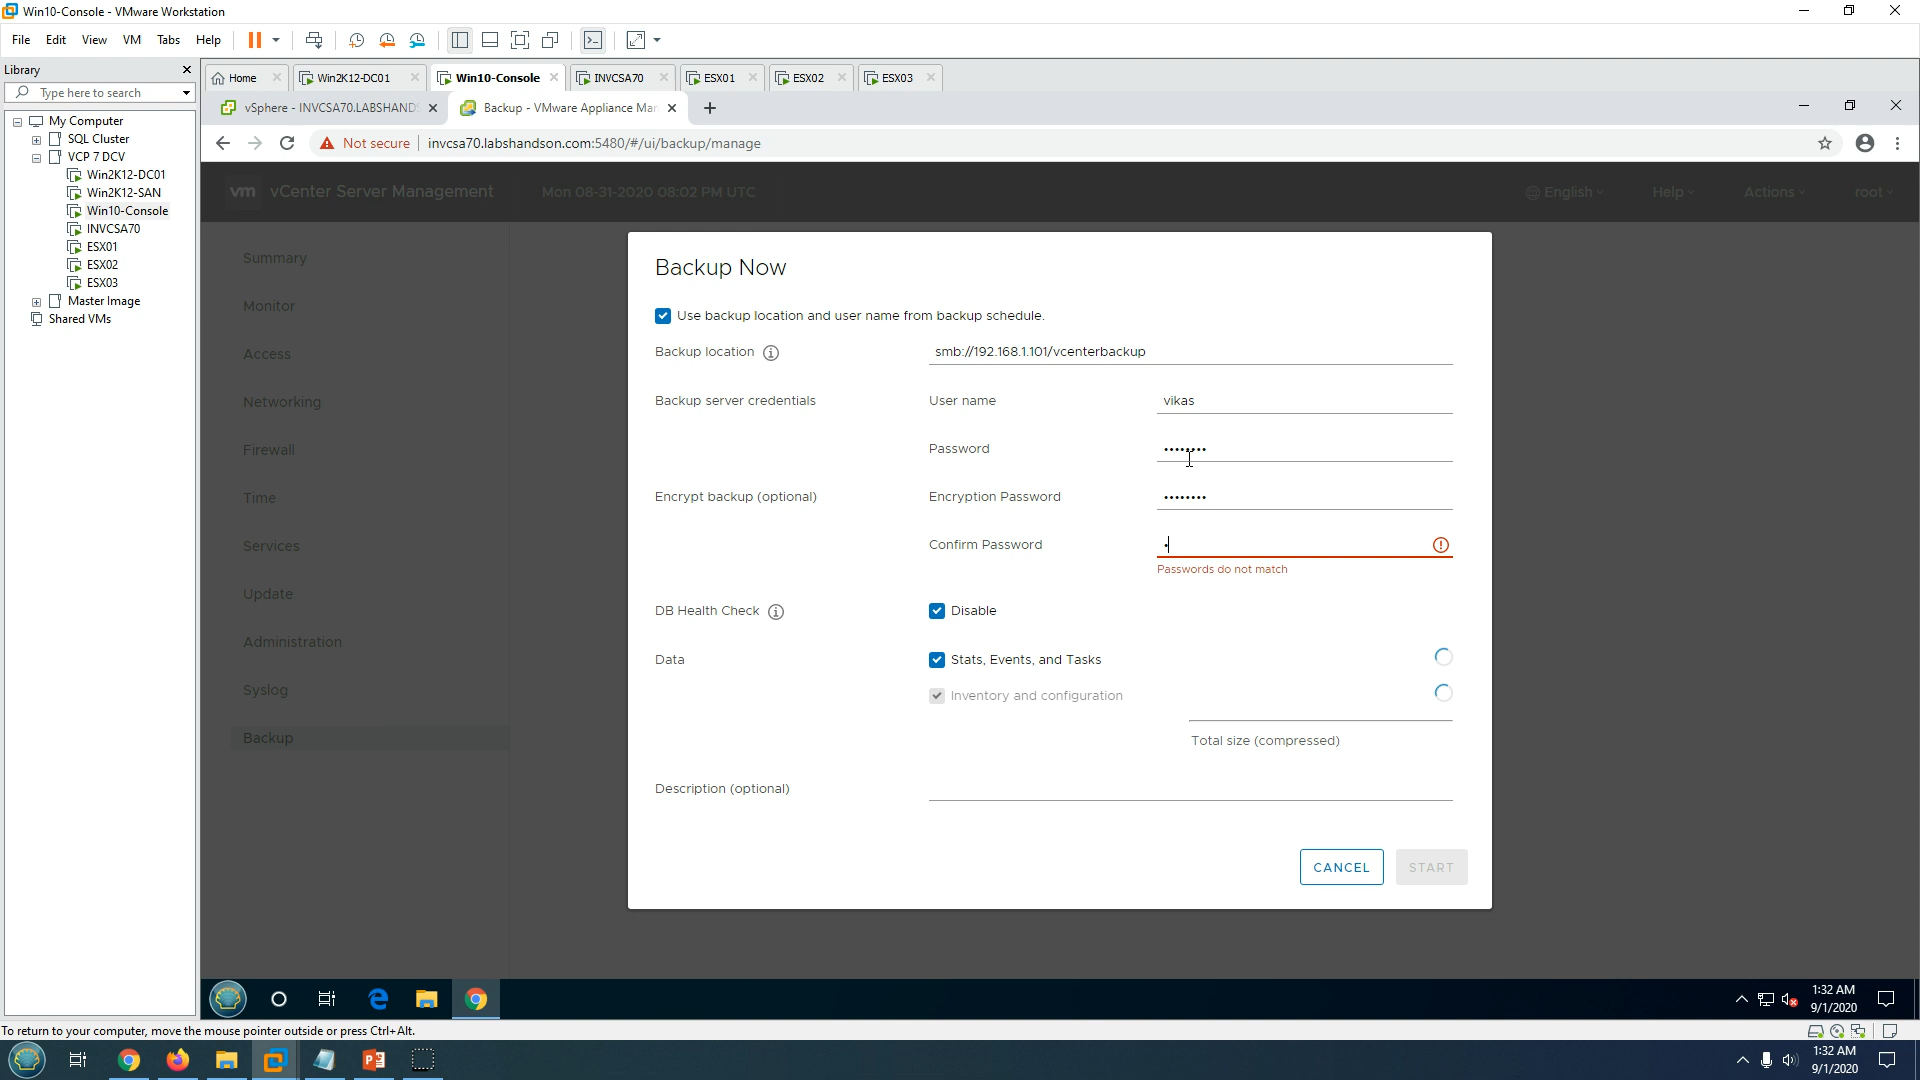 Win10-Console - VMware Workstation
File Edit View VM Tabs Help
Library
Type here to search
My Computer
SQL Cluster
VCP 7 DCV
Win2K12-DC01
Win2K12-SAN
Win10-Console
INVCSA70
ESX01
ESX02
ESX03
Master Image
Shared VMs
Home Win2K12-DC01 Win10-Console INVCSA70 ESX01 ESX02 ESX03
vSphere - INVCSA70.LABSHAND Backup - VMware Appliance Mar
Not secure invcsa70.labshandson.com:5480/#/ui/backup/manage
vm vCenter Server Management Mon 08-31-2020 08:02 PM UTC English Help Actions root
Summary
Monitor
Access
Networking
Firewall
Time
Services
Update
Administration
Syslog
Backup
Backup Now
Use backup location and user name from backup schedule.
Backup location smb://192.168.1.101/vcenterbackup
Backup server credentials User name vikas
Password ••••••••
Encrypt backup (optional) Encryption Password ••••••••
Confirm Password •
Passwords do not match
DB Health Check Disable
Data Stats, Events, and Tasks
Inventory and configuration
Total size (compressed)
Description (optional)
CANCEL START
1:32 AM
9/1/2020
To return to your computer, move the mouse pointer outside or press Ctrl+Alt.
1:32 AM
9/1/2020